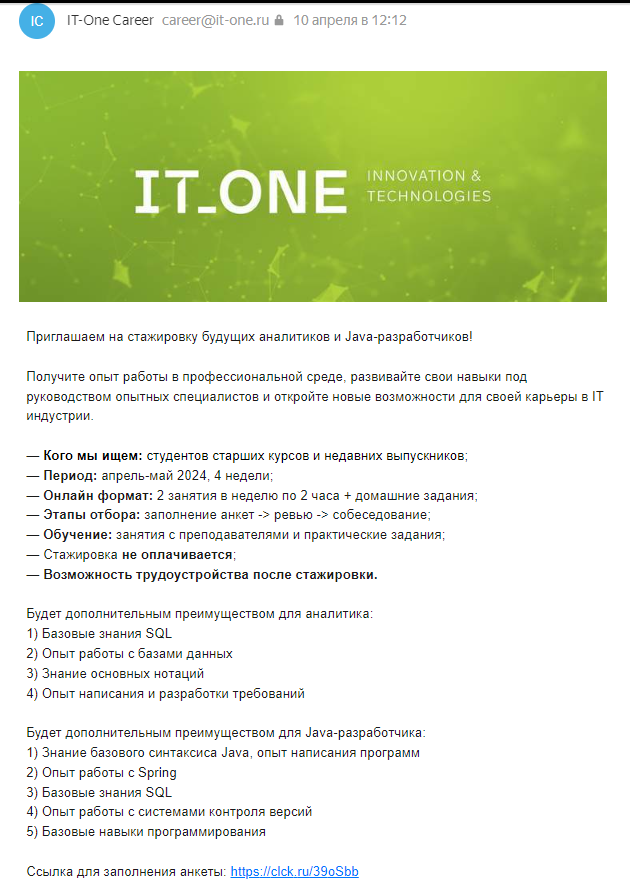 IC IT-One Career career@it-one.ru 10 апреля в 12:12
IT_ONE INNOVATION &
TECHNOLOGIES
Приглашаем на стажировку будущих аналитиков и Java-разработчиков!
Получите опыт работы в профессиональной среде, развивайте свои навыки под
руководством опытных специалистов и откройте новые возможности для своей карьеры в IT
индустрии.
— Кого мы ищем: студентов старших курсов и недавних выпускников;
— Период: апрель-май 2024, 4 недели;
— Онлайн формат: 2 занятия в неделю по 2 часа + домашние задания;
— Этапы отбора: заполнение анкет -> ревью -> собеседование;
— Обучение: занятия с преподавателями и практические задания;
— Стажировка не оплачивается;
— Возможность трудоустройства после стажировки.
Будет дополнительным преимуществом для аналитика:
1) Базовые знания SQL
2) Опыт работы с базами данных
3) Знание основных нотаций
4) Опыт написания и разработки требований
Будет дополнительным преимуществом для Java-разработчика:
1) Знание базового синтаксиса Java, опыт написания программ
2) Опыт работы с Spring
3) Базовые знания SQL
4) Опыт работы с системами контроля версий
5) Базовые навыки программирования
Ссылка для заполнения анкеты: https://clck.ru/39oSbb